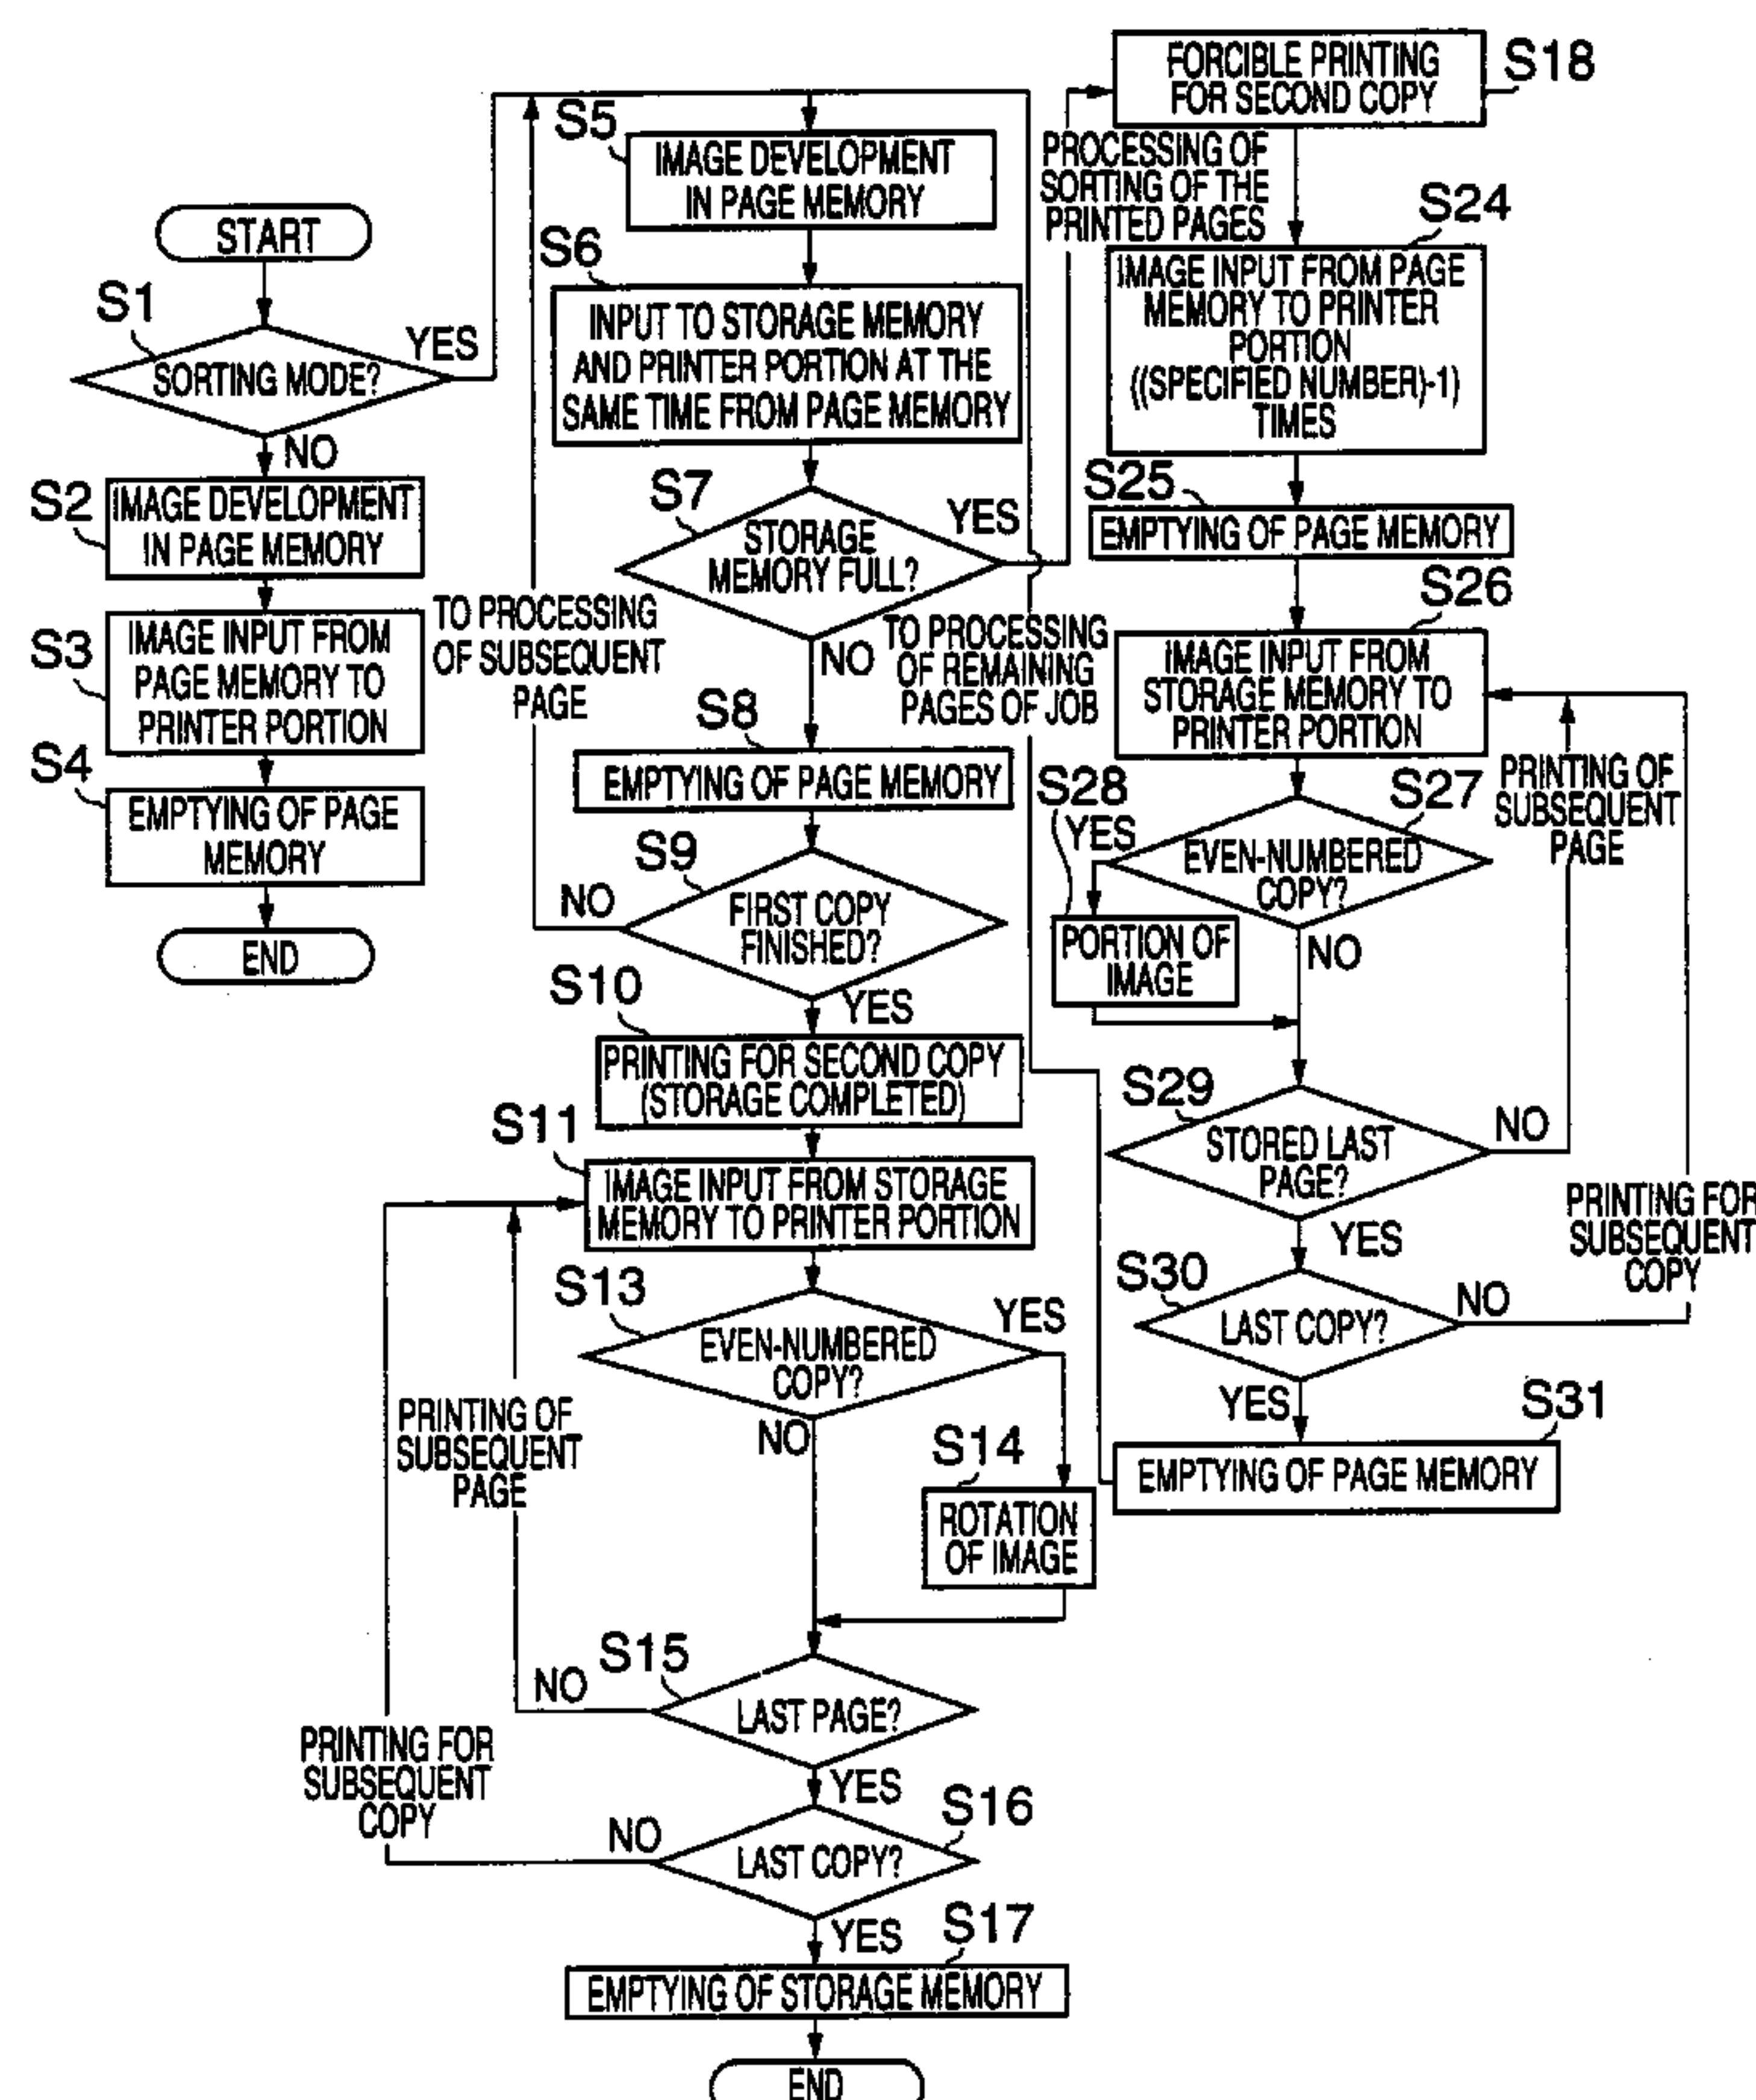 START
S1
SORTING MODE?
YES
NO
S2
IMAGE DEVELOPMENT
IN PAGE MEMORY
S3
IMAGE INPUT FROM
PAGE MEMORY TO
PRINTER PORTION
S4
EMPTYING OF PAGE
MEMORY
END
S5
IMAGE DEVELOPMENT
IN PAGE MEMORY
S6
INPUT TO STORAGE MEMORY
AND PRINTER PORTION AT THE
SAME TIME FROM PAGE MEMORY
S7
STORAGE
MEMORY FULL?
YES
NO
TO PROCESSING
OF SUBSEQUENT
PAGE
TO PROCESSING
OF REMAINING
PAGES OF JOB
S8
EMPTYING OF PAGE MEMORY
S9
FIRST COPY
FINISHED?
NO
YES
S10
PRINTING FOR SECOND COPY
(STORAGE COMPLETED)
S11
IMAGE INPUT FROM STORAGE
MEMORY TO PRINTER PORTION
S13
EVEN-NUMBERED
COPY?
YES
NO
S14
ROTATION
OF IMAGE
PRINTING OF
SUBSEQUENT
PAGE
S15
LAST PAGE?
NO
YES
PRINTING FOR
SUBSEQUENT
COPY
S16
LAST COPY?
NO
YES
S17
EMPTYING OF STORAGE MEMORY
END
S18
FORCIBLE PRINTING
FOR SECOND COPY
PROCESSING OF
SORTING OF THE
PRINTED PAGES
S24
IMAGE INPUT FROM PAGE
MEMORY TO PRINTER
PORTION
((SPECIFIED NUMBER)-1)
TIMES
S25
EMPTYING OF PAGE MEMORY
S26
IMAGE INPUT FROM
STORAGE MEMORY TO
PRINTER PORTION
S27
EVEN-NUMBERED
COPY?
S28
YES
PORTION OF
IMAGE
NO
PRINTING OF
SUBSEQUENT
PAGE
S29
STORED LAST
PAGE?
NO
YES
PRINTING FOR
SUBSEQUENT
COPY
S30
LAST COPY?
NO
YES
S31
EMPTYING OF PAGE MEMORY